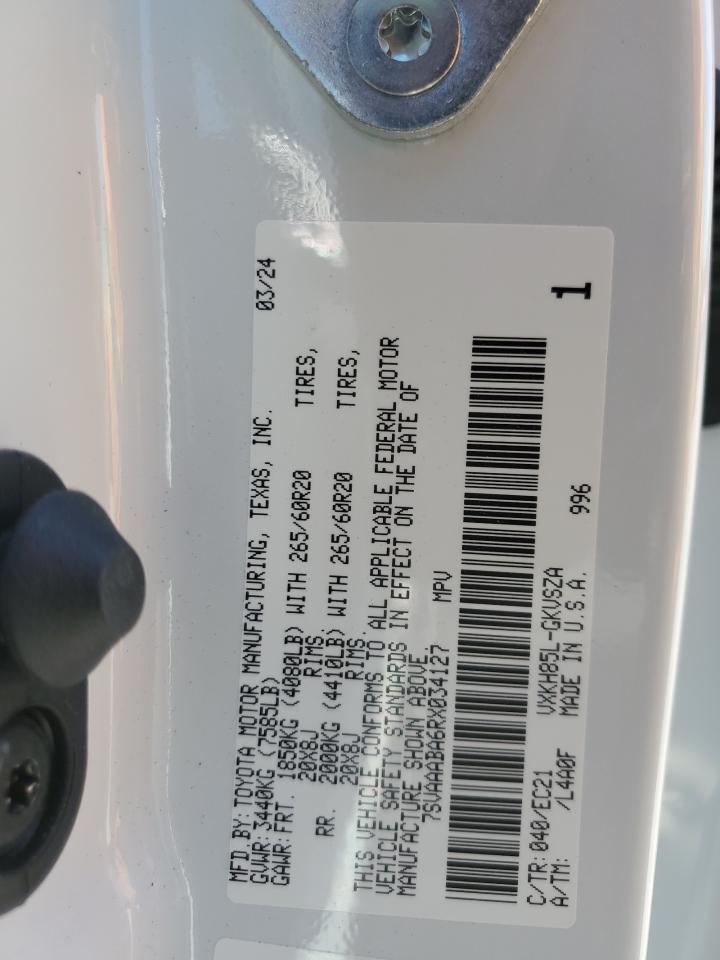 MFD.BY:TOYOTA MOTOR MANUFACTURING, TEXAS, INC. 03/24
GVWR:3440KG (7585LB)
GAWR:FRT. 1850KG (4080LB) WITH 265/60R20 TIRES,
20X8J RIMS.
RR. 2000KG (4410LB) WITH 265/60R20 TIRES,
20X8J RIMS.
THIS VEHICLE CONFORMS TO ALL APPLICABLE FEDERAL MOTOR
VEHICLE SAFETY STANDARDS IN EFFECT ON THE DATE OF
MANUFACTURE SHOWN ABOVE
7SVAAABA6RX034127 MPV
C/TR:040/EC21 VXKH85L-GKVSZA 996 1
A/TM: /L4A0F MADE IN U.S.A.